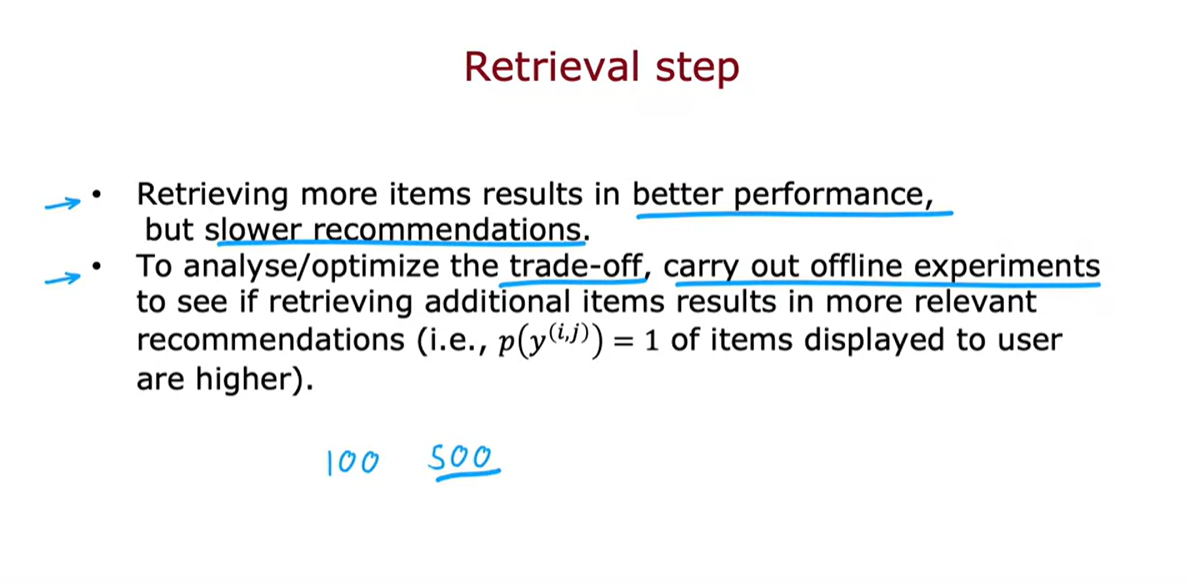 Retrieval step
• Retrieving more items results in better performance,
but slower recommendations.
• To analyse/optimize the trade-off, carry out offline experiments
to see if retrieving additional items results in more relevant
recommendations (i.e., p(y^(i,j)) = 1 of items displayed to user
are higher).
100 500